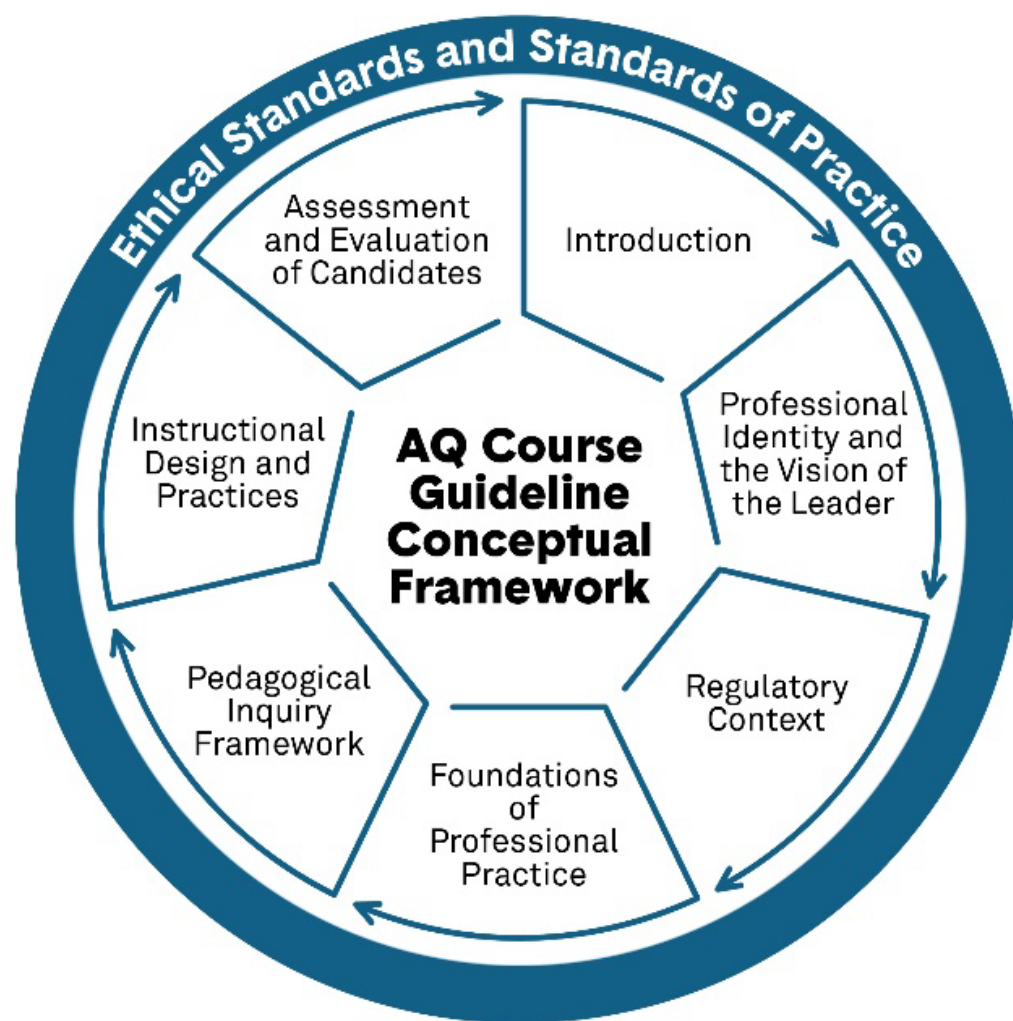 Ethical Standards and Standards of Practice
Introduction
Professional
Identity and
the Vision of
the Leader
Regulatory
Context
Foundations
of
Professional
Practice
Pedagogical
Inquiry
Framework
Instructional
Design and
Practices
Assessment
and Evaluation
of Candidates
AQ Course
Guideline
Conceptual
Framework